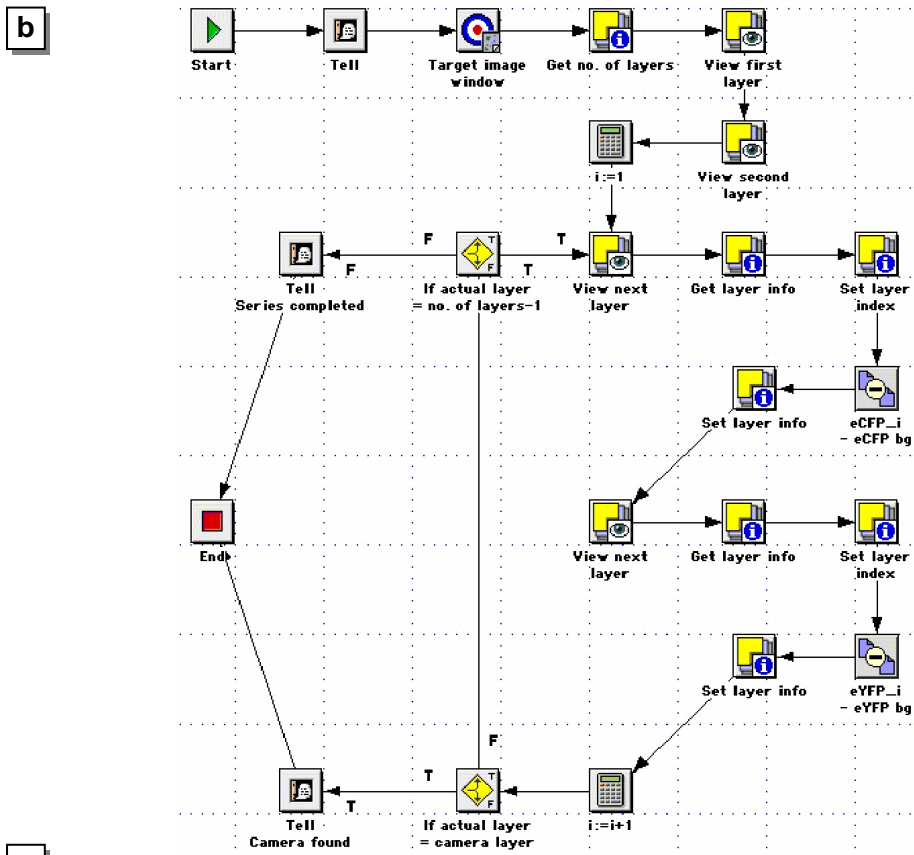 b
Start
Tell
Target image
window
Get no. of layers
View first
layer
i:=1
View second
layer
F
T
F
T
Tell
Series completed
If actual layer
= no. of layers-1
View next
layer
Get layer info
Set layer
index
Set layer info
eCFP_i
- eCFP bg
End
View next
layer
Get layer info
Set layer
index
Set layer info
eYFP_i
- eYFP bg
F
T
T
Tell
Camera found
If actual layer
= camera layer
i:=i+1